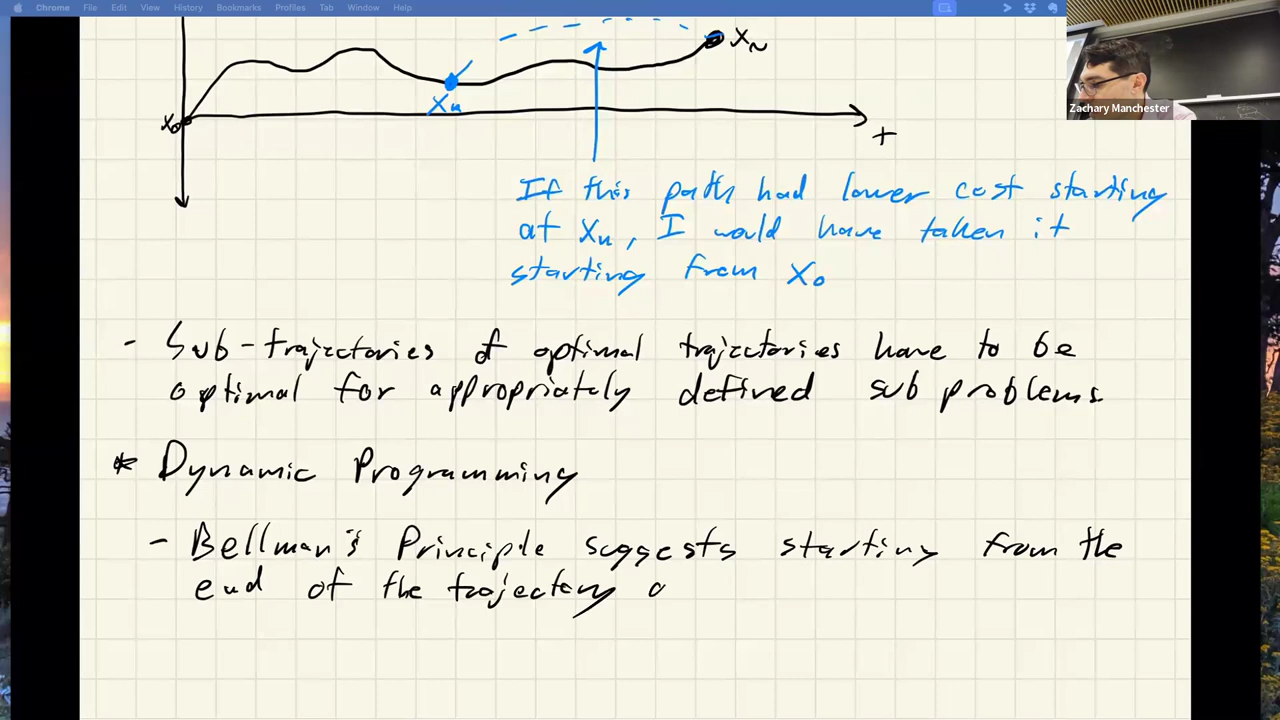 Chrome File Edit View History Bookmarks Profiles Tab Window Help
Zachary Manchester
xN
xn
x0
t
If this path had lower cost starting
at xn, I would have taken it
starting from x0
- Sub-trajectories of optimal trajectories have to be
optimal for appropriately defined sub problems.
* Dynamic Programming
- Bellman's Principle suggests starting from the
end of the trajectory a